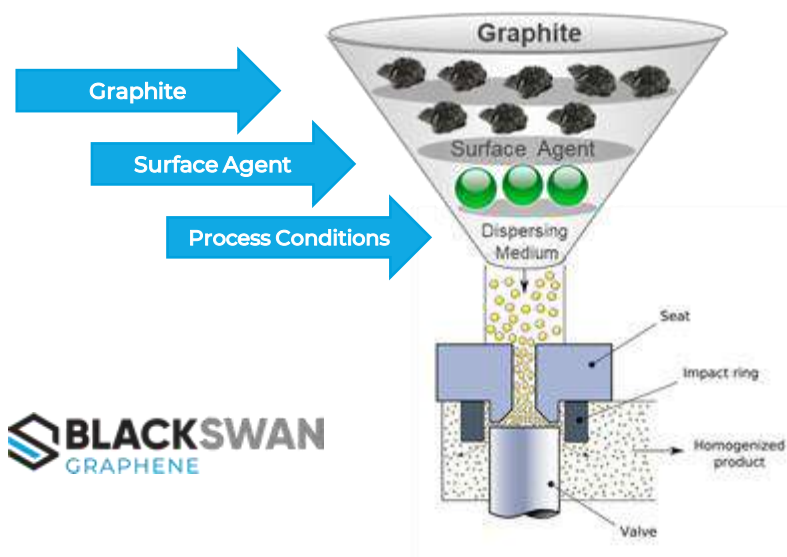 Graphite
Graphite
Surface Agent
Surface Agent
Process Conditions
Dispersing
Medium
Seat
Impact ring
BLACKSWAN
GRAPHENE
Homogenized
product
Valve